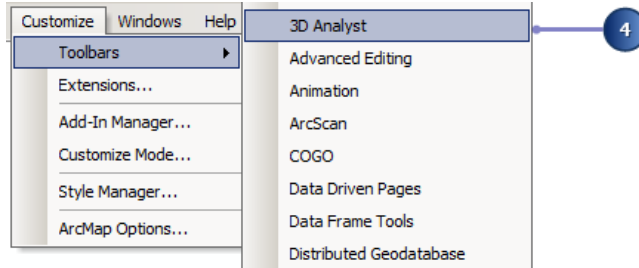 Customize Windows Help
Toolbars
Extensions...
Add-In Manager...
Customize Mode...
Style Manager...
ArcMap Options...
3D Analyst
Advanced Editing
Animation
ArcScan
COGO
Data Driven Pages
Data Frame Tools
Distributed Geodatabase
4